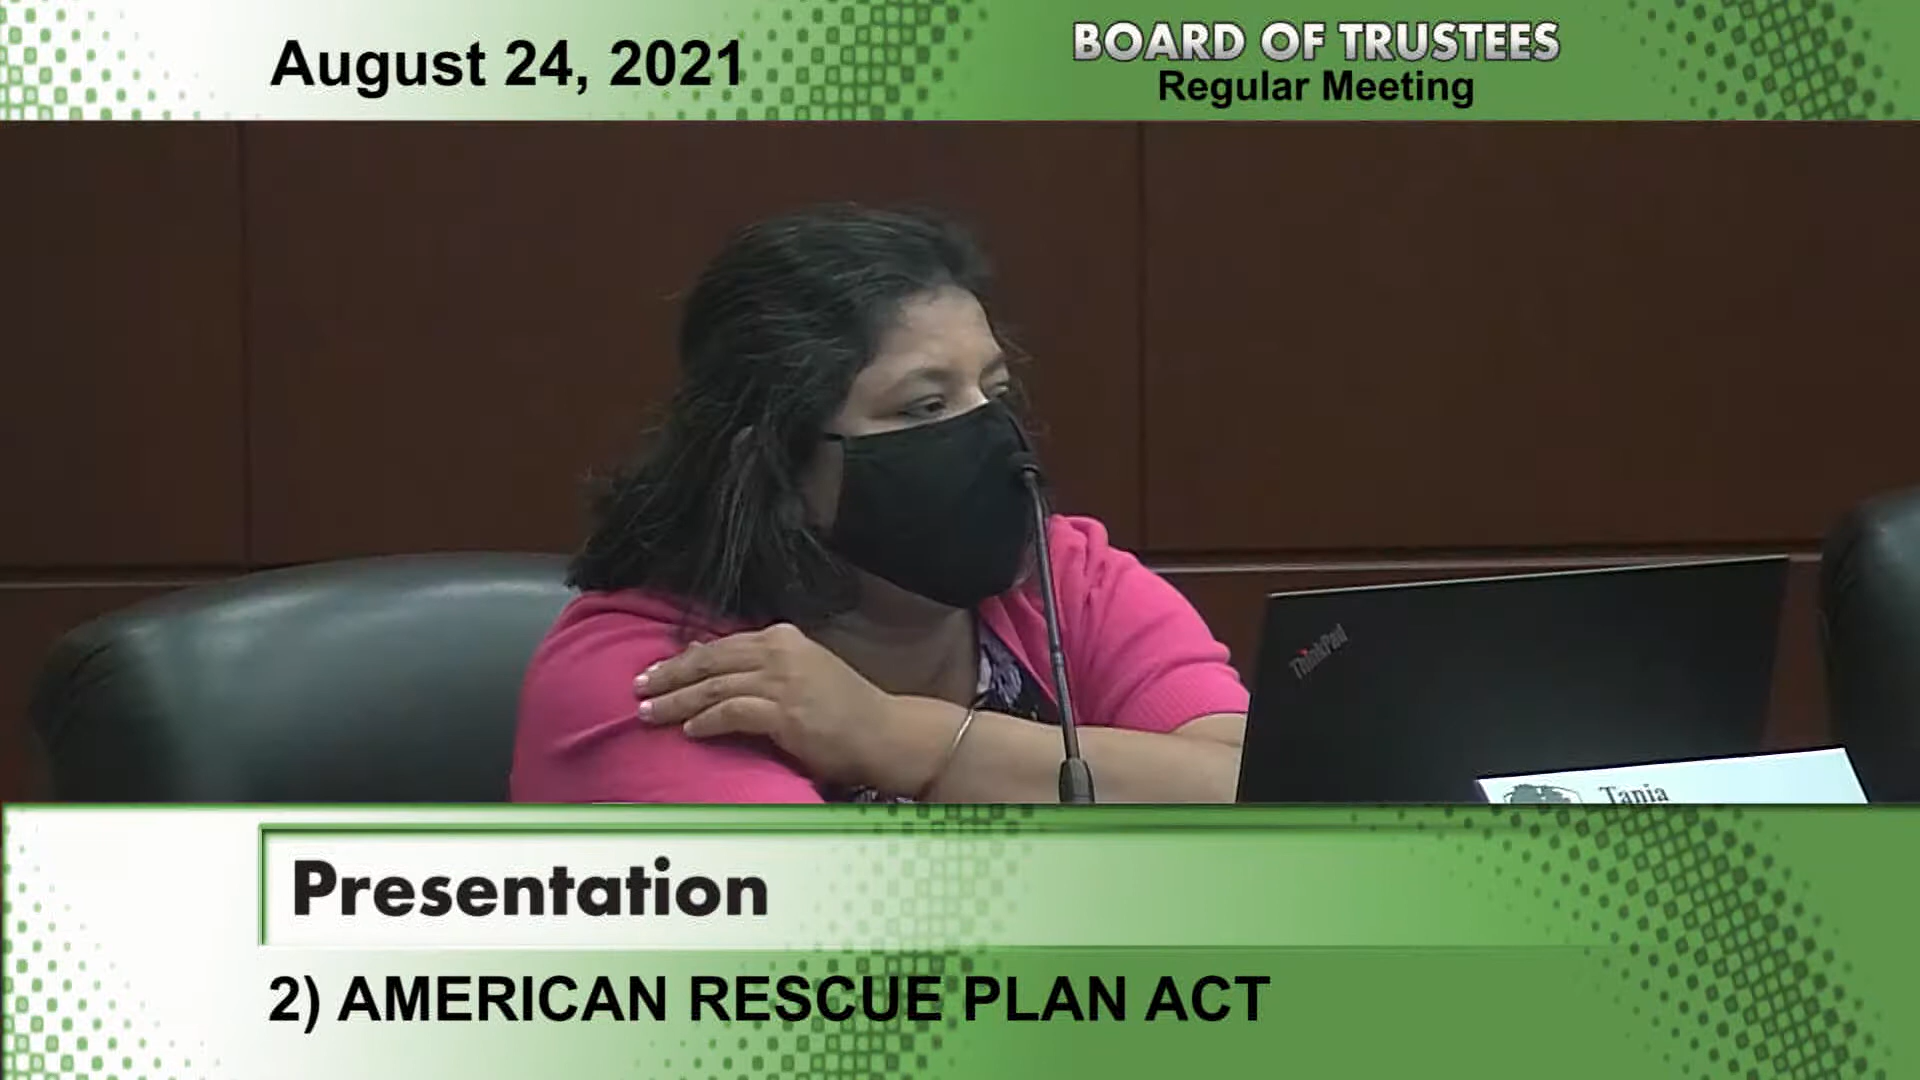 August 24, 2021
BOARD OF TRUSTEES
Regular Meeting
ThinkPad
Tania
Presentation
2) AMERICAN RESCUE PLAN ACT